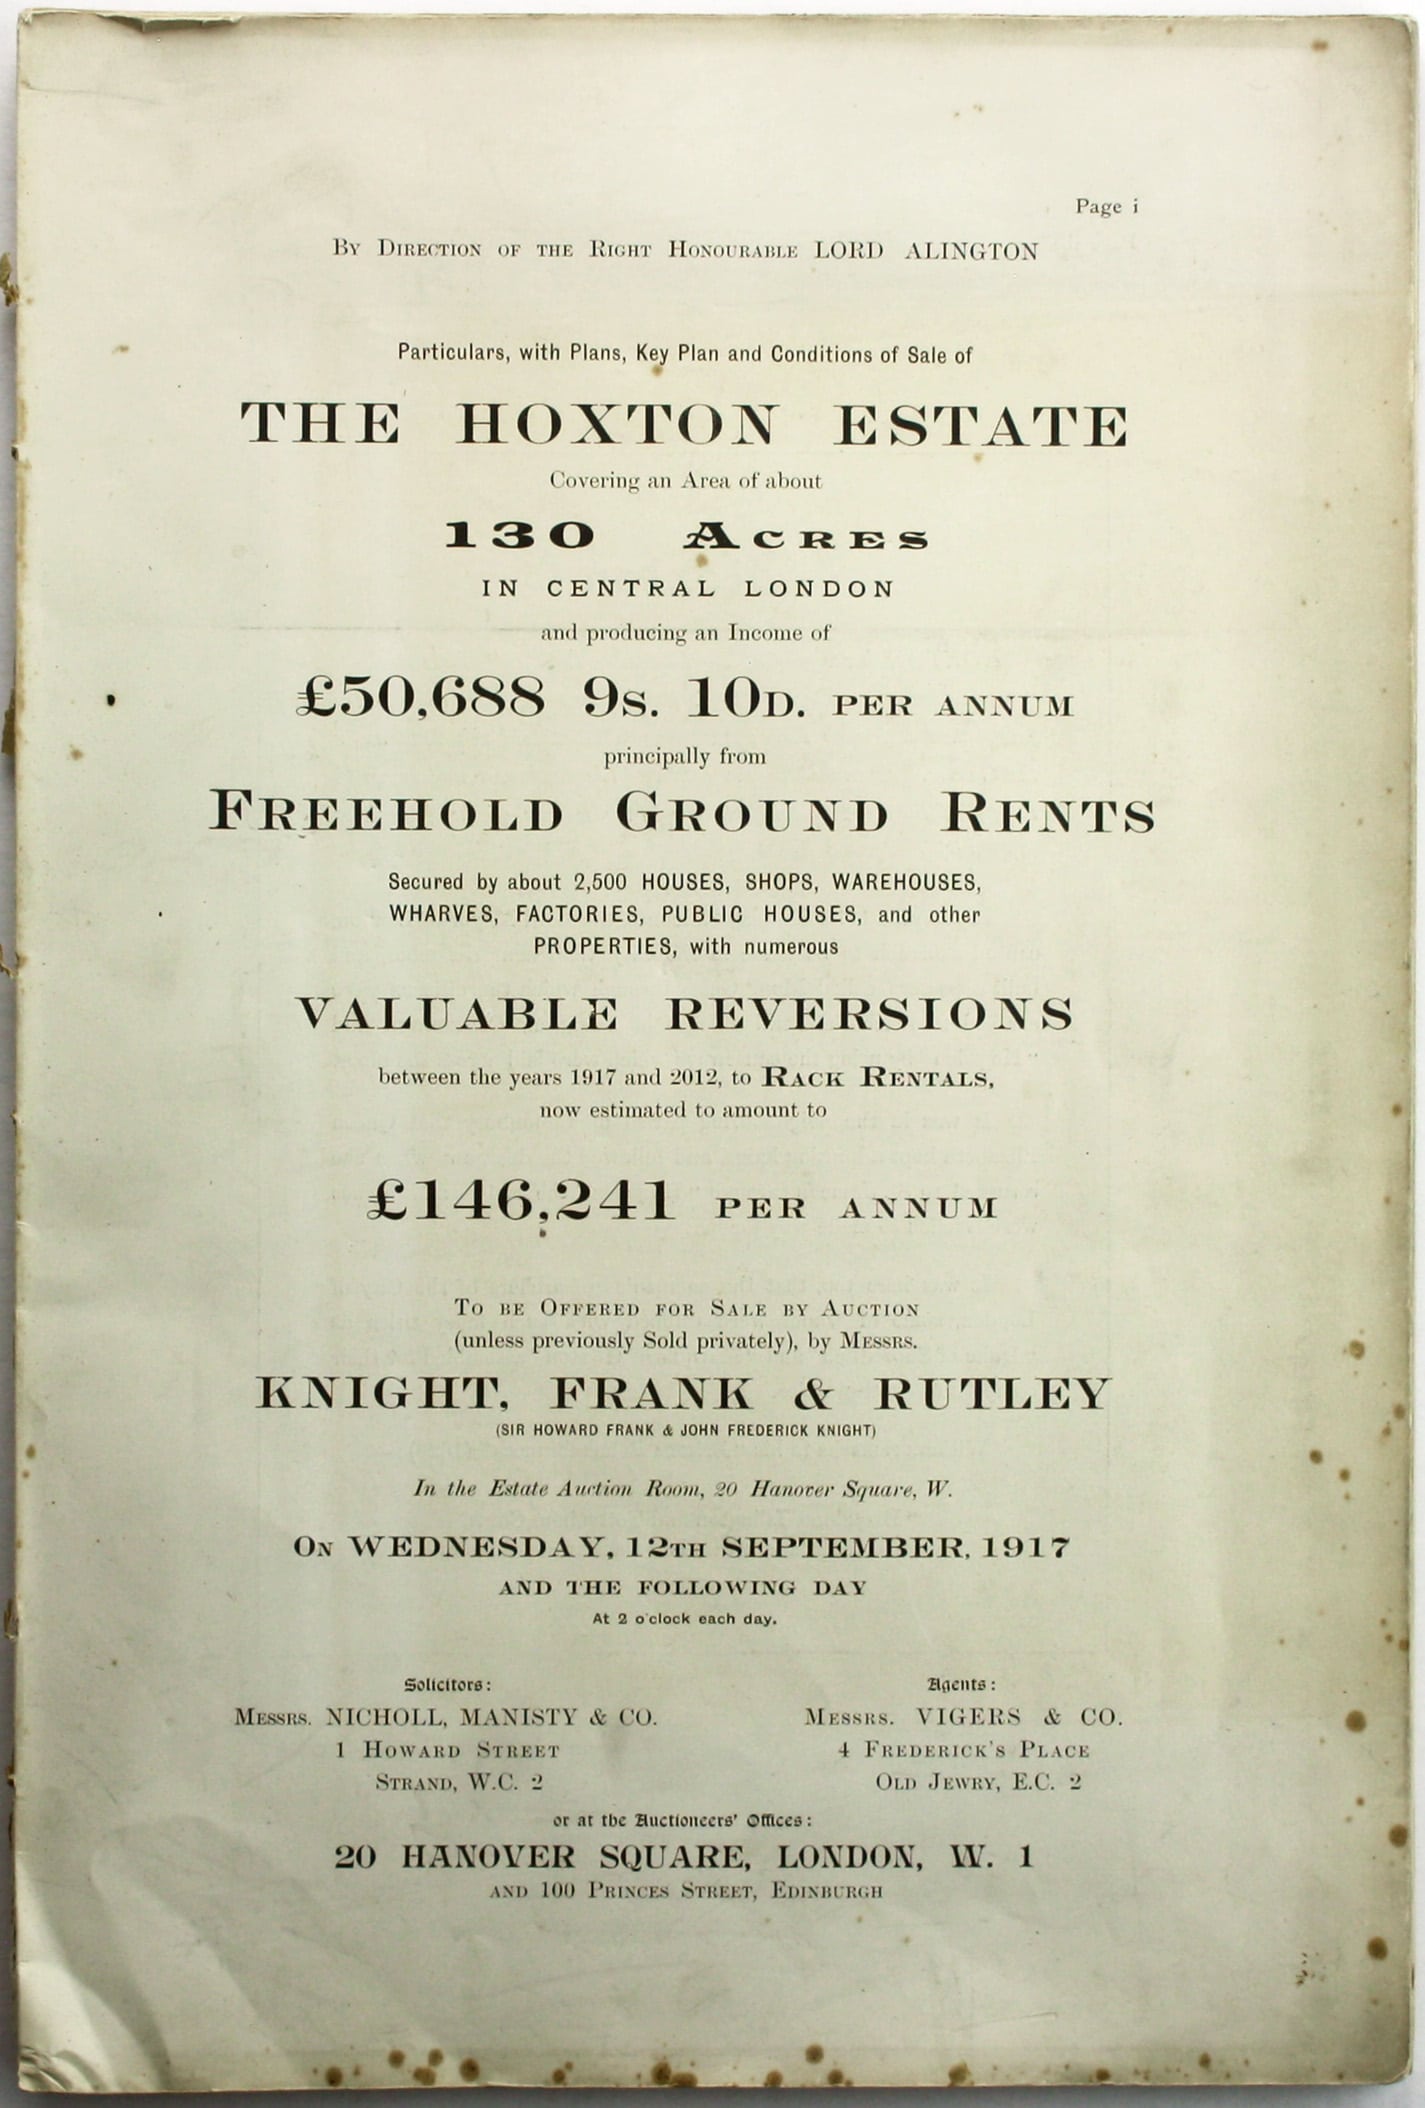 Page i
By Direction of the Right Honourable LORD ALINGTON
Particulars, with Plans, Key Plan and Conditions of Sale of
THE HOXTON ESTATE
Covering an Area of about
130 Acres
IN CENTRAL LONDON
and producing an Income of
£50,688 9s. 10d. PER ANNUM
principally from
Freehold Ground Rents
Secured by about 2,500 HOUSES, SHOPS, WAREHOUSES,
WHARVES, FACTORIES, PUBLIC HOUSES, and other
PROPERTIES, with numerous
VALUABLE REVERSIONS
between the years 1917 and 2012, to Rack Rentals,
now estimated to amount to
£146,241 PER ANNUM
To be Offered for Sale by Auction
(unless previously Sold privately), by Messrs.
KNIGHT, FRANK & RUTLEY
(SIR HOWARD FRANK & JOHN FREDERICK KNIGHT)
In the Estate Auction Room, 20 Hanover Square, W.
On WEDNESDAY, 12th SEPTEMBER, 1917
AND THE FOLLOWING DAY
At 2 o'clock each day.
Solicitors:
Messrs. NICHOLL, MANISTY & CO.
1 Howard Street
Strand, W.C. 2
Agents:
Messrs. VIGERS & CO.
4 Frederick's Place
Old Jewry, E.C. 2
or at the Auctioneers' Offices:
20 HANOVER SQUARE, LONDON, W. 1
and 100 Princes Street, Edinburgh